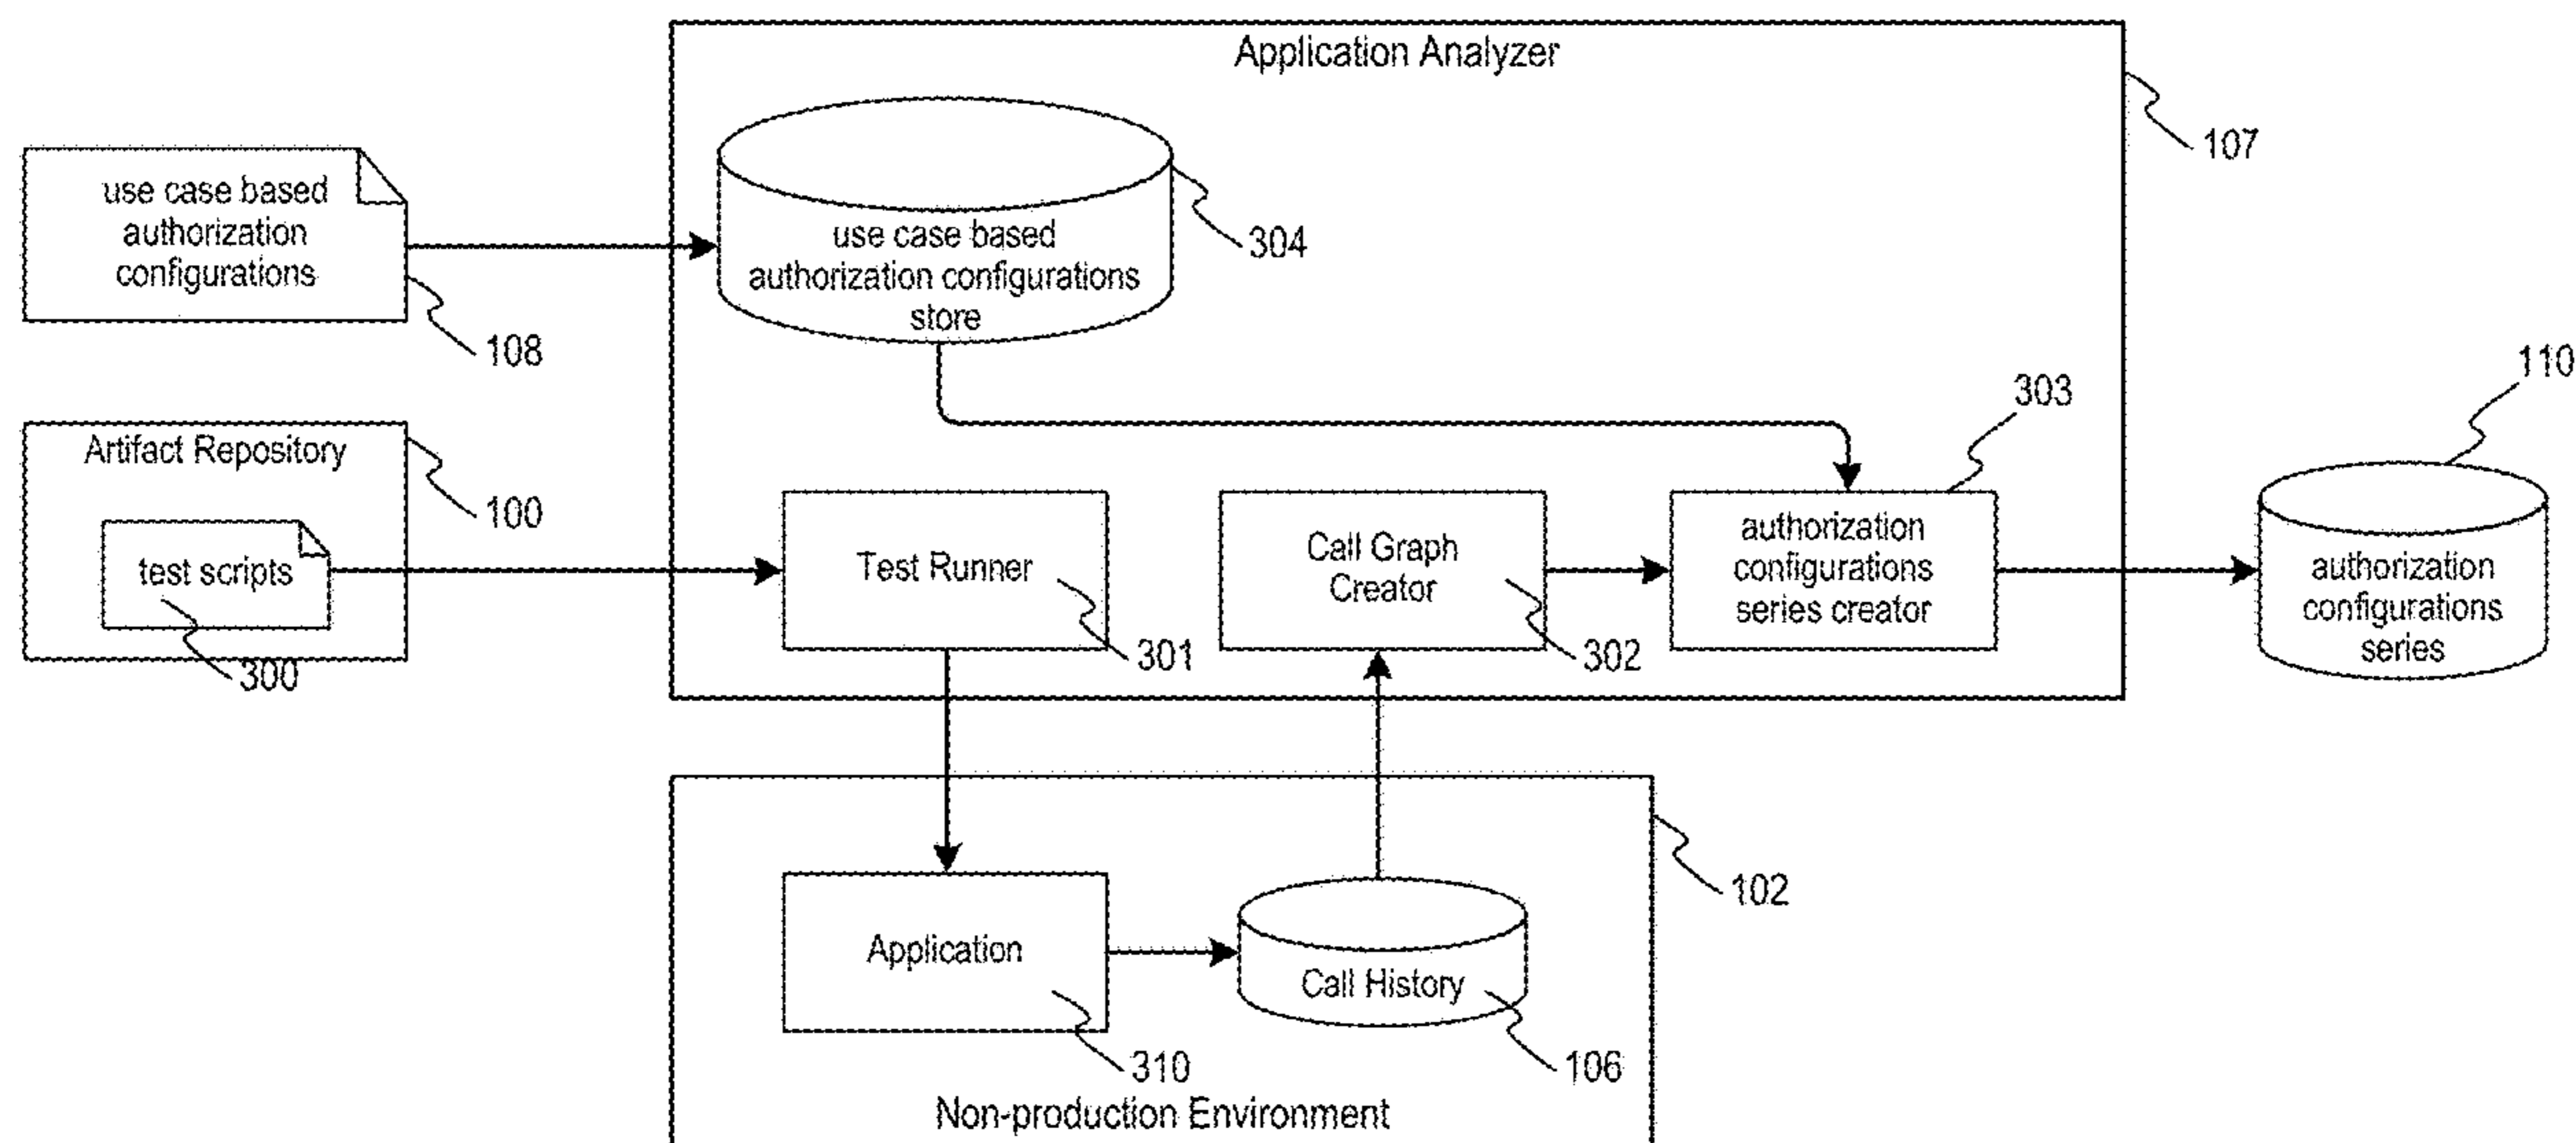 Application Analyzer
107
use case based
authorization
configurations
108
use case based
authorization configurations
store
304
Artifact Repository
100
test scripts
300
Test Runner
301
Call Graph
Creator
302
303
authorization
configurations
series creator
110
authorization
configurations
series
102
Application
310
Call History
106
Non-production Environment